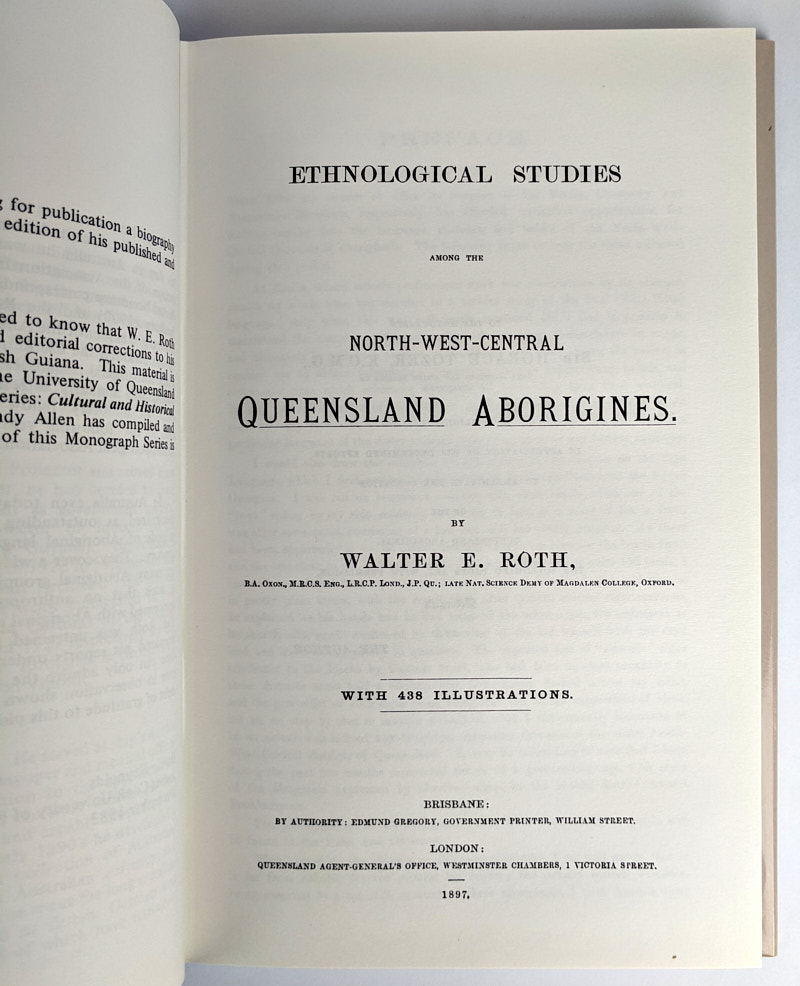 g for publication a biography
edition of his published and
ed to know that W. E. Roth
d editorial corrections to his
sh Guiana. This material is
he University of Queensland
eries: Cultural and Historical
ndy Allen has compiled and
of this Monograph Series is
ETHNOLOGICAL STUDIES
AMONG THE
NORTH-WEST-CENTRAL
QUEENSLAND ABORIGINES.
BY
WALTER E. ROTH,
B.A. OXON., M.R.C.S. ENG., L.R.C.P. LOND., J.P. QU.; LATE NAT. SCIENCE DEMY OF MAGDALEN COLLEGE, OXFORD.
WITH 438 ILLUSTRATIONS.
BRISBANE:
BY AUTHORITY: EDMUND GREGORY, GOVERNMENT PRINTER, WILLIAM STREET.
LONDON:
QUEENSLAND AGENT-GENERAL'S OFFICE, WESTMINSTER CHAMBERS, 1 VICTORIA STREET.
1897.